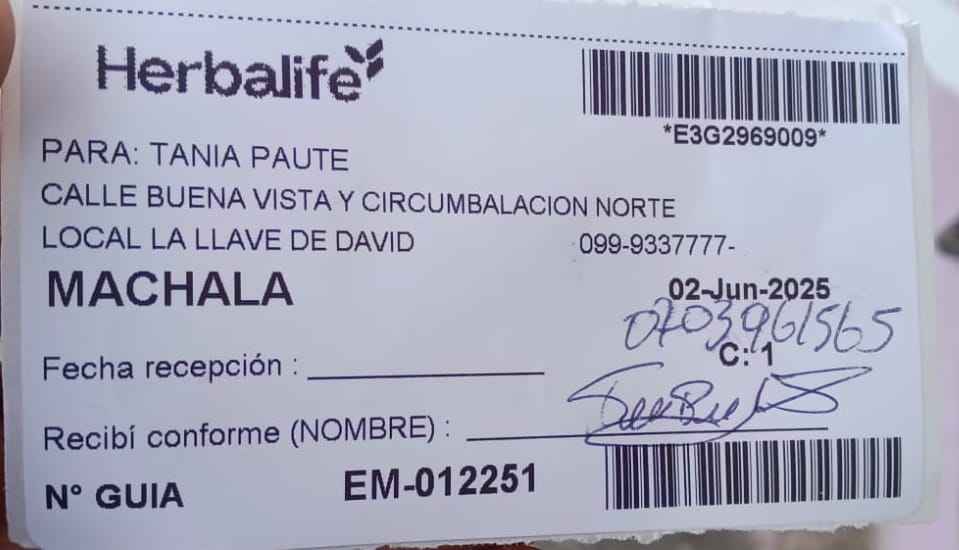 Herbalife
*E3G2969009*
PARA: TANIA PAUTE
CALLE BUENA VISTA Y CIRCUMBALACION NORTE
LOCAL LA LLAVE DE DAVID 099-9337777-
MACHALA 02-Jun-2025
0703961565
C: 1
Fecha recepción :
Recibí conforme (NOMBRE) :
N° GUIA EM-012251